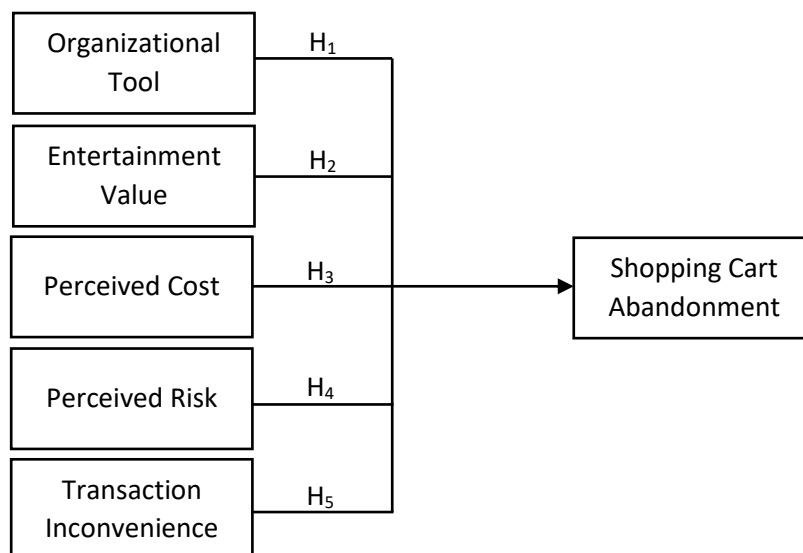 Organizational
Tool
H₁
Entertainment
Value
H₂
Perceived Cost
H₃
Shopping Cart
Abandonment
Perceived Risk
H₄
Transaction
Inconvenience
H₅